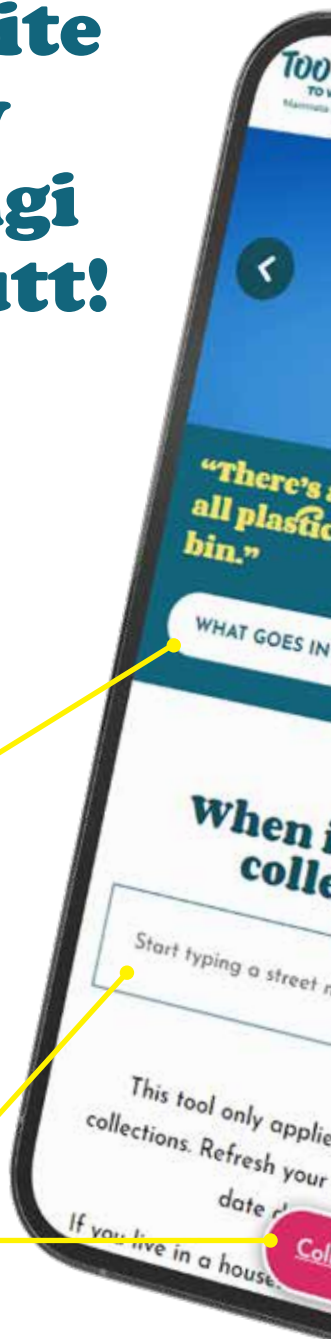 ite
gi
utt!
TOO
TO W
“There’s a
all plastic
bin.”
WHAT GOES IN
When i
colle
Start typing a street n
This tool only applie
collections. Refresh your
date
If you live in a house
Coll